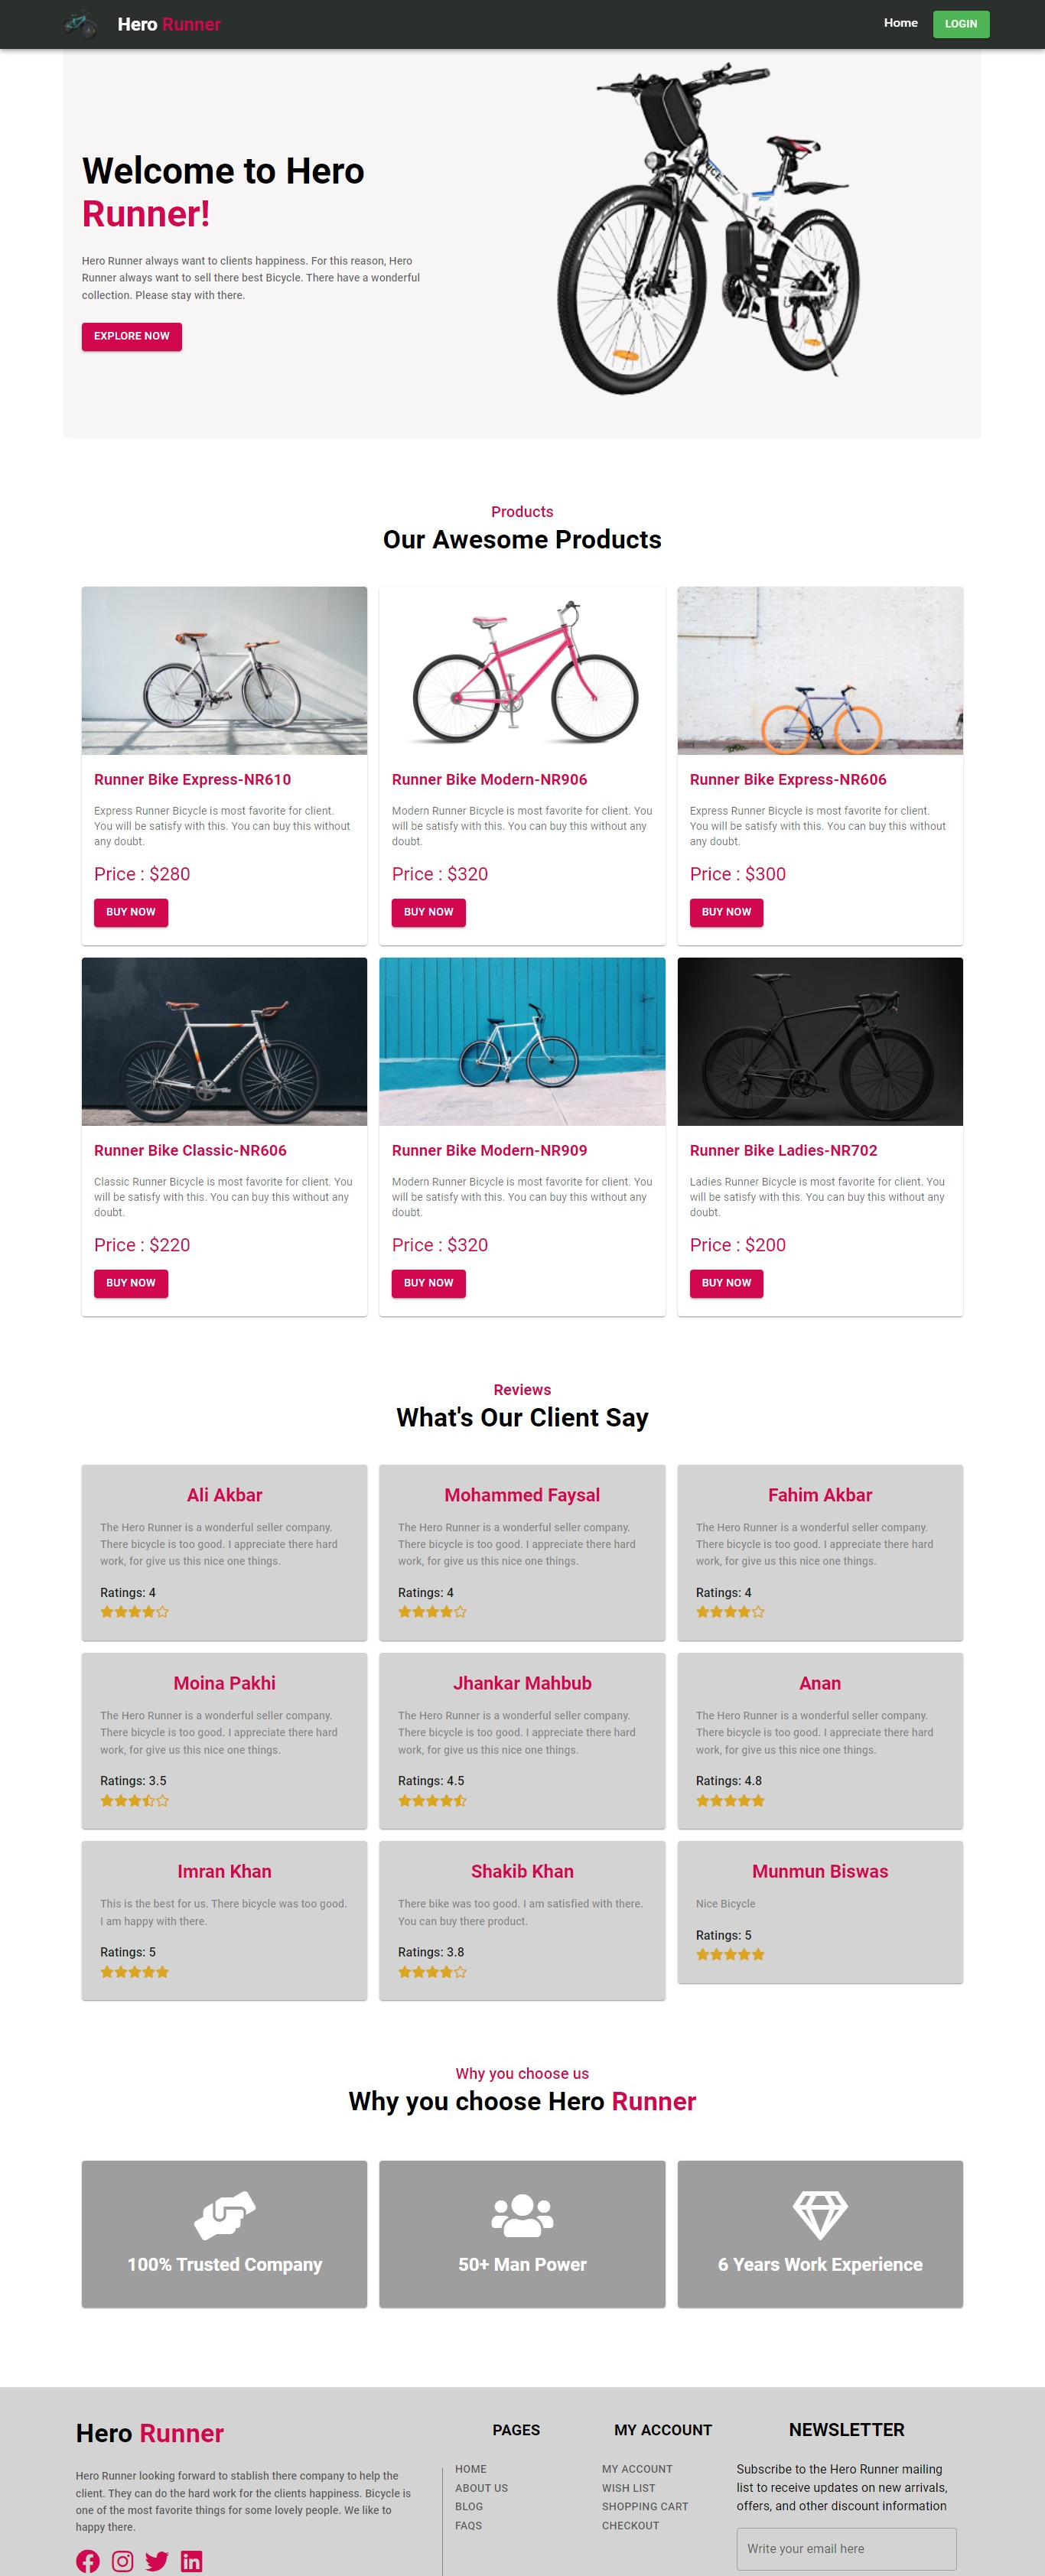 Hero Runner
Home
LOGIN
Welcome to Hero
Runner!
Hero Runner always want to clients happiness. For this reason, Hero
Runner always want to sell there best Bicycle. There have a wonderful
collection. Please stay with there.
EXPLORE NOW
Products
Our Awesome Products
Runner Bike Express-NR610
Express Runner Bicycle is most favorite for client.
You will be satisfy with this. You can buy this without
any doubt.
Price : $280
BUY NOW
Runner Bike Modern-NR906
Modern Runner Bicycle is most favorite for client. You
will be satisfy with this. You can buy this without any
doubt.
Price : $320
BUY NOW
Runner Bike Express-NR606
Express Runner Bicycle is most favorite for client.
You will be satisfy with this. You can buy this without
any doubt.
Price : $300
BUY NOW
Runner Bike Classic-NR606
Classic Runner Bicycle is most favorite for client. You
will be satisfy with this. You can buy this without any
doubt.
Price : $220
BUY NOW
Runner Bike Modern-NR909
Modern Runner Bicycle is most favorite for client. You
will be satisfy with this. You can buy this without any
doubt.
Price : $320
BUY NOW
Runner Bike Ladies-NR702
Ladies Runner Bicycle is most favorite for client. You
will be satisfy with this. You can buy this without any
doubt.
Price : $200
BUY NOW
Reviews
What's Our Client Say
Ali Akbar
The Hero Runner is a wonderful seller company.
There bicycle is too good. I appreciate there hard
work, for give us this nice one things.
Ratings: 4
Mohammed Faysal
The Hero Runner is a wonderful seller company.
There bicycle is too good. I appreciate there hard
work, for give us this nice one things.
Ratings: 4
Fahim Akbar
The Hero Runner is a wonderful seller company.
There bicycle is too good. I appreciate there hard
work, for give us this nice one things.
Ratings: 4
Moina Pakhi
The Hero Runner is a wonderful seller company.
There bicycle is too good. I appreciate there hard
work, for give us this nice one things.
Ratings: 3.5
Jhankar Mahbub
The Hero Runner is a wonderful seller company.
There bicycle is too good. I appreciate there hard
work, for give us this nice one things.
Ratings: 4.5
Anan
The Hero Runner is a wonderful seller company.
There bicycle is too good. I appreciate there hard
work, for give us this nice one things.
Ratings: 4.8
Imran Khan
This is the best for us. There bicycle was too good.
I am happy with there.
Ratings: 5
Shakib Khan
There bike was too good. I am satisfied with there.
You can buy there product.
Ratings: 3.8
Munmun Biswas
Nice Bicycle
Ratings: 5
Why you choose us
Why you choose Hero Runner
100% Trusted Company
50+ Man Power
6 Years Work Experience
Hero Runner
Hero Runner looking forward to stablish there company to help the
client. They can do the hard work for the clients happiness. Bicycle is
one of the most favorite things for some lovely people. We like to
happy there.
PAGES
HOME
ABOUT US
BLOG
FAQS
MY ACCOUNT
MY ACCOUNT
WISH LIST
SHOPPING CART
CHECKOUT
NEWSLETTER
Subscribe to the Hero Runner mailing
list to receive updates on new arrivals,
offers, and other discount information
Write your email here